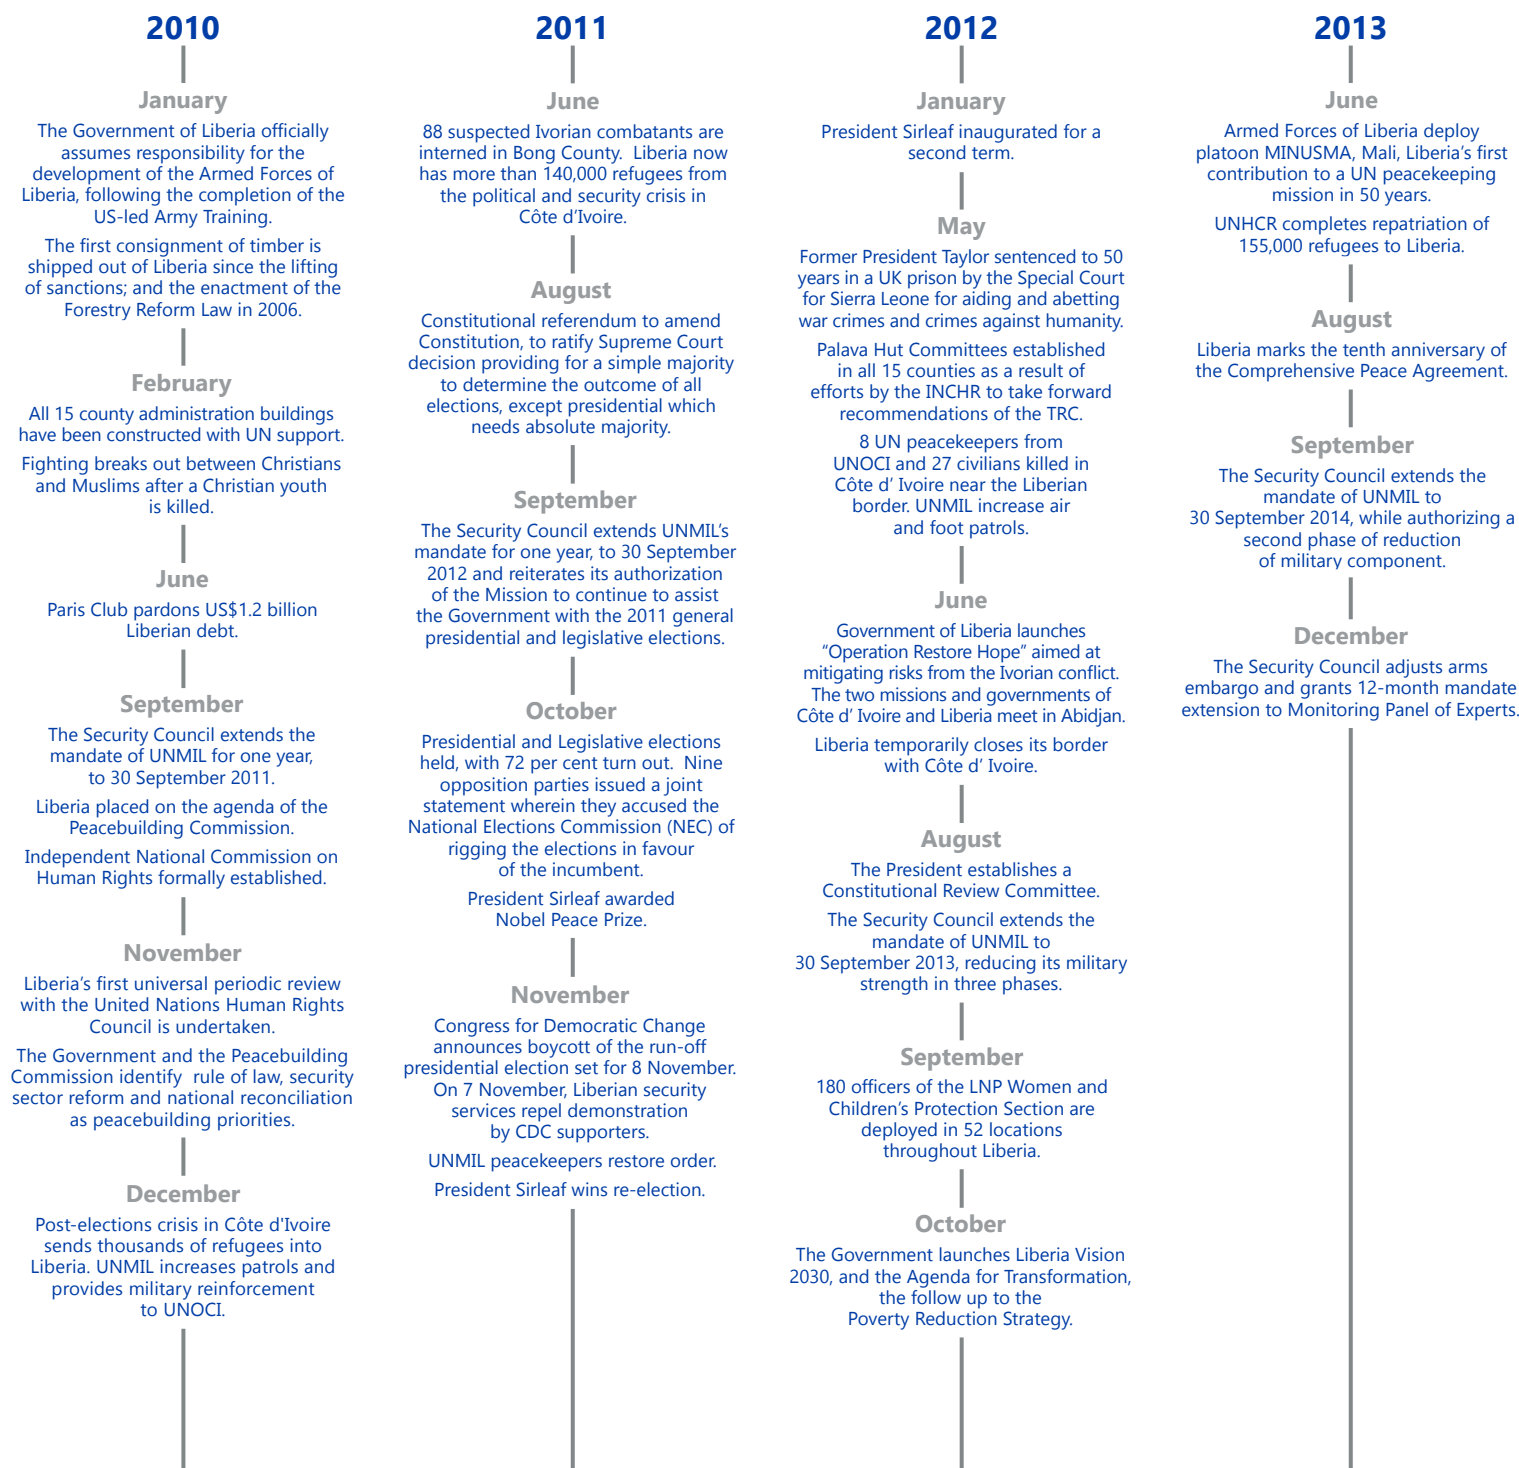 2010
January
The Government of Liberia officially
assumes responsibility for the
development of the Armed Forces of
Liberia, following the completion of the
US-led Army Training.
The first consignment of timber is
shipped out of Liberia since the lifting
of sanctions; and the enactment of the
Forestry Reform Law in 2006.
February
All 15 county administration buildings
have been constructed with UN support.
Fighting breaks out between Christians
and Muslims after a Christian youth
is killed.
June
Paris Club pardons US$1.2 billion
Liberian debt.
September
The Security Council extends the
mandate of UNMIL for one year,
to 30 September 2011.
Liberia placed on the agenda of the
Peacebuilding Commission.
Independent National Commission on
Human Rights formally established.
November
Liberia's first universal periodic review
with the United Nations Human Rights
Council is undertaken.
The Government and the Peacebuilding
Commission identify  rule of law, security
sector reform and national reconciliation
as peacebuilding priorities.
December
Post-elections crisis in Côte d'Ivoire
sends thousands of refugees into
Liberia. UNMIL increases patrols and
provides military reinforcement
to UNOCI.
2011
June
88 suspected Ivorian combatants are
interned in Bong County.  Liberia now
has more than 140,000 refugees from
the political and security crisis in
Côte d'Ivoire.
August
Constitutional referendum to amend
Constitution, to ratify Supreme Court
decision providing for a simple majority
to determine the outcome of all
elections, except presidential which
needs absolute majority.
September
The Security Council extends UNMIL's
mandate for one year, to 30 September
2012 and reiterates its authorization
of the Mission to continue to assist
the Government with the 2011 general
presidential and legislative elections.
October
Presidential and Legislative elections
held, with 72 per cent turn out.  Nine
opposition parties issued a joint
statement wherein they accused the
National Elections Commission (NEC) of
rigging the elections in favour
of the incumbent.
President Sirleaf awarded
Nobel Peace Prize.
November
Congress for Democratic Change
announces boycott of the run-off
presidential election set for 8 November.
On 7 November, Liberian security
services repel demonstration
by CDC supporters.
UNMIL peacekeepers restore order.
President Sirleaf wins re-election.
2012
January
President Sirleaf inaugurated for a
second term.
May
Former President Taylor sentenced to 50
years in a UK prison by the Special Court
for Sierra Leone for aiding and abetting
war crimes and crimes against humanity.
Palava Hut Committees established
in all 15 counties as a result of
efforts by the INCHR to take forward
recommendations of the TRC.
8 UN peacekeepers from
UNOCI and 27 civilians killed in
Côte d' Ivoire near the Liberian
border. UNMIL increase air
and foot patrols.
June
Government of Liberia launches
"Operation Restore Hope" aimed at
mitigating risks from the Ivorian conflict.
The two missions and governments of
Côte d' Ivoire and Liberia meet in Abidjan.
Liberia temporarily closes its border
with Côte d' Ivoire.
August
The President establishes a
Constitutional Review Committee.
The Security Council extends the
mandate of UNMIL to
30 September 2013, reducing its military
strength in three phases.
September
180 officers of the LNP Women and
Children's Protection Section are
deployed in 52 locations
throughout Liberia.
October
The Government launches Liberia Vision
2030, and the Agenda for Transformation,
the follow up to the
Poverty Reduction Strategy.
2013
June
Armed Forces of Liberia deploy
platoon MINUSMA, Mali, Liberia's first
contribution to a UN peacekeeping
mission in 50 years.
UNHCR completes repatriation of
155,000 refugees to Liberia.
August
Liberia marks the tenth anniversary of
the Comprehensive Peace Agreement.
September
The Security Council extends the
mandate of UNMIL to
30 September 2014, while authorizing a
second phase of reduction
of military component.
December
The Security Council adjusts arms
embargo and grants 12-month mandate
extension to Monitoring Panel of Experts.